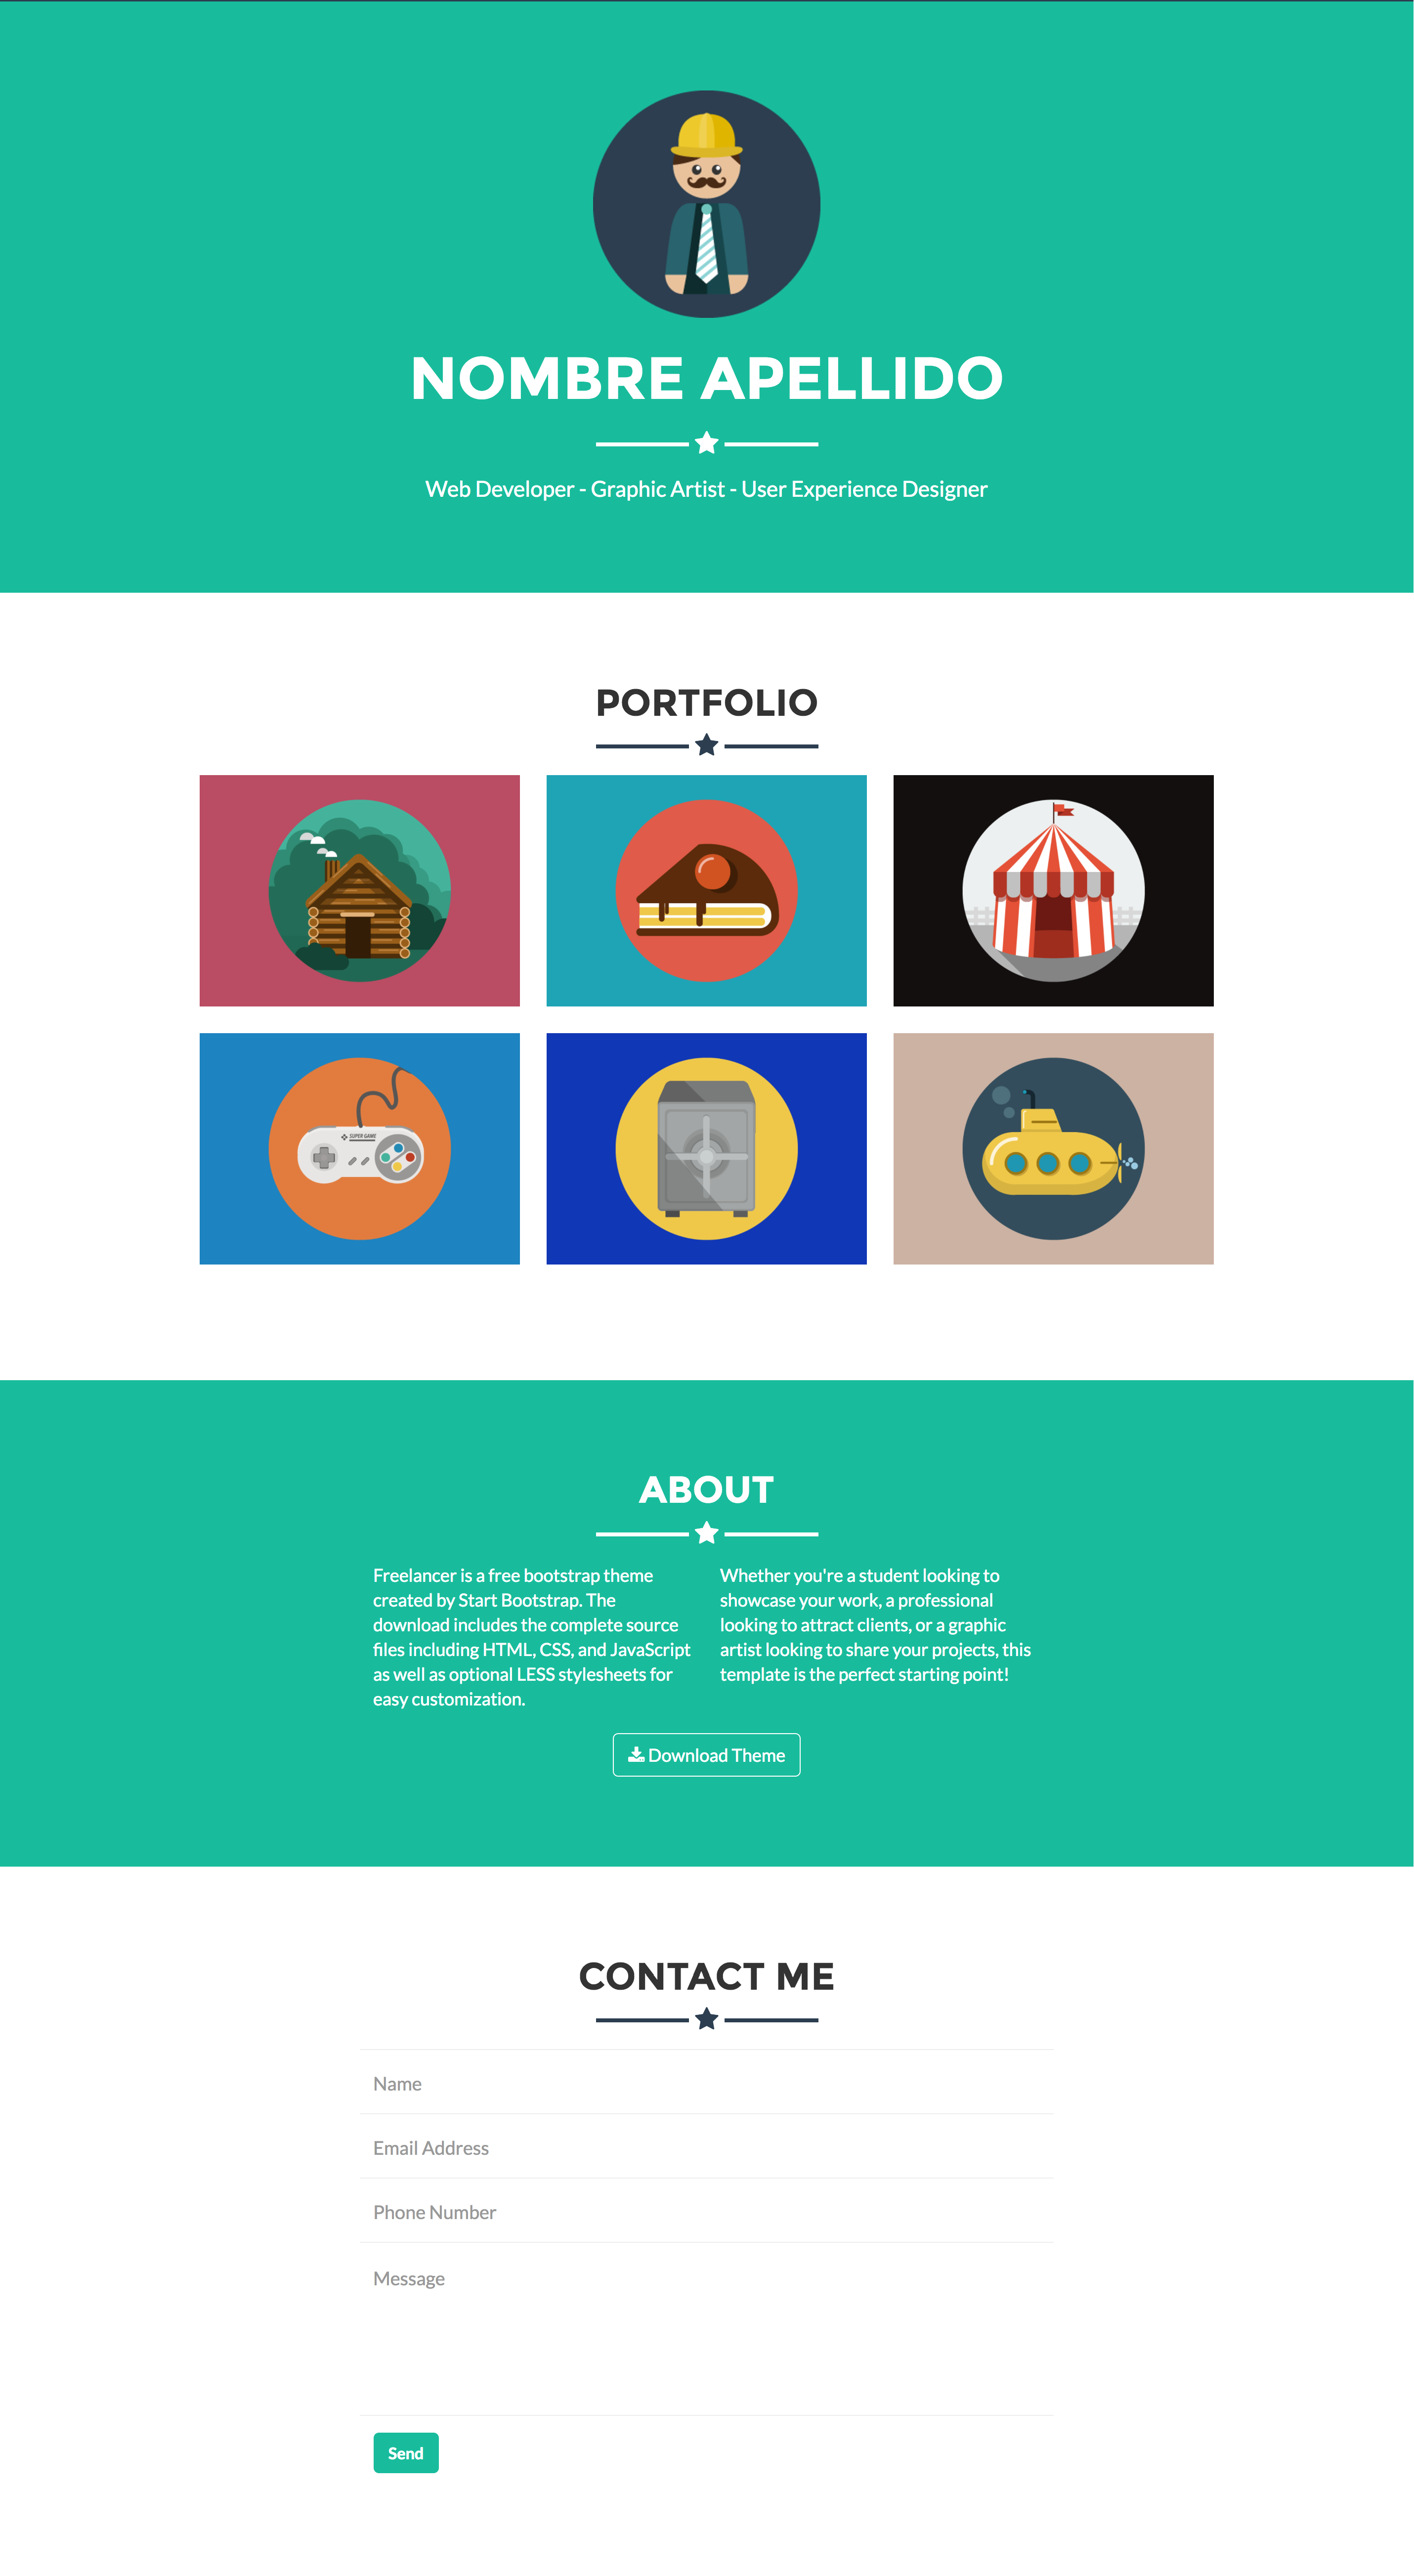 NOMBRE APELLIDO
Web Developer - Graphic Artist - User Experience Designer
PORTFOLIO
SUPER GAME
ABOUT
Freelancer is a free bootstrap theme
created by Start Bootstrap. The
download includes the complete source
files including HTML, CSS, and JavaScript
as well as optional LESS stylesheets for
easy customization.
Whether you're a student looking to
showcase your work, a professional
looking to attract clients, or a graphic
artist looking to share your projects, this
template is the perfect starting point!
Download Theme
CONTACT ME
Name
Email Address
Phone Number
Message
Send